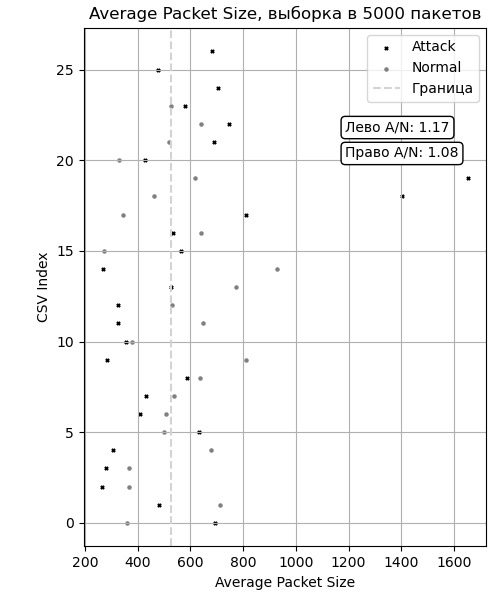 Average Packet Size, выборка в 5000 пакетов
Attack
Normal
Граница
Лево A/N: 1.17
Право A/N: 1.08
CSV Index
25
20
15
10
5
0
200 400 600 800 1000 1200 1400 1600
Average Packet Size